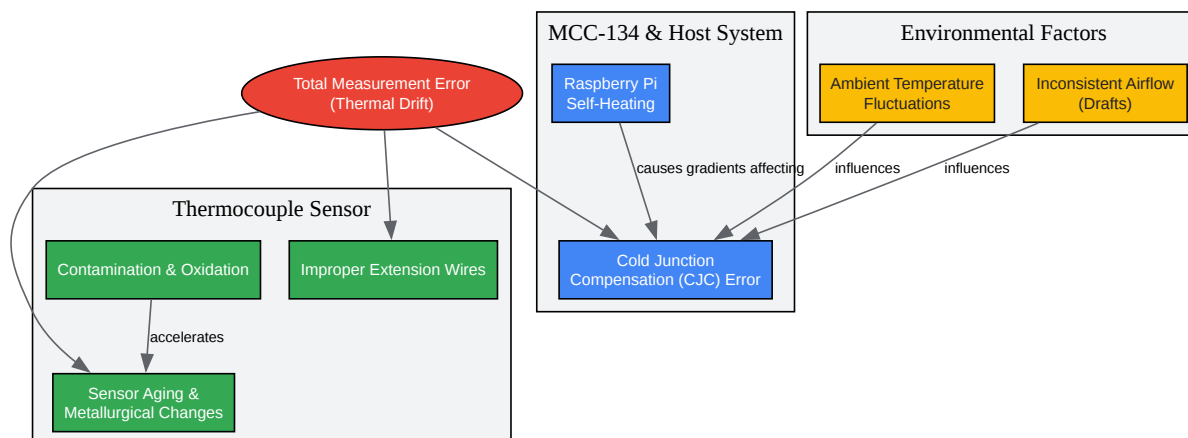 MCC-134 & Host System
Environmental Factors
Total Measurement Error
(Thermal Drift)
Raspberry Pi
Self-Heating
Ambient Temperature
Fluctuations
Inconsistent Airflow
(Drafts)
causes gradients affecting
influences
influences
Thermocouple Sensor
Contamination & Oxidation
Improper Extension Wires
Cold Junction
Compensation (CJC) Error
accelerates
Sensor Aging &
Metallurgical Changes